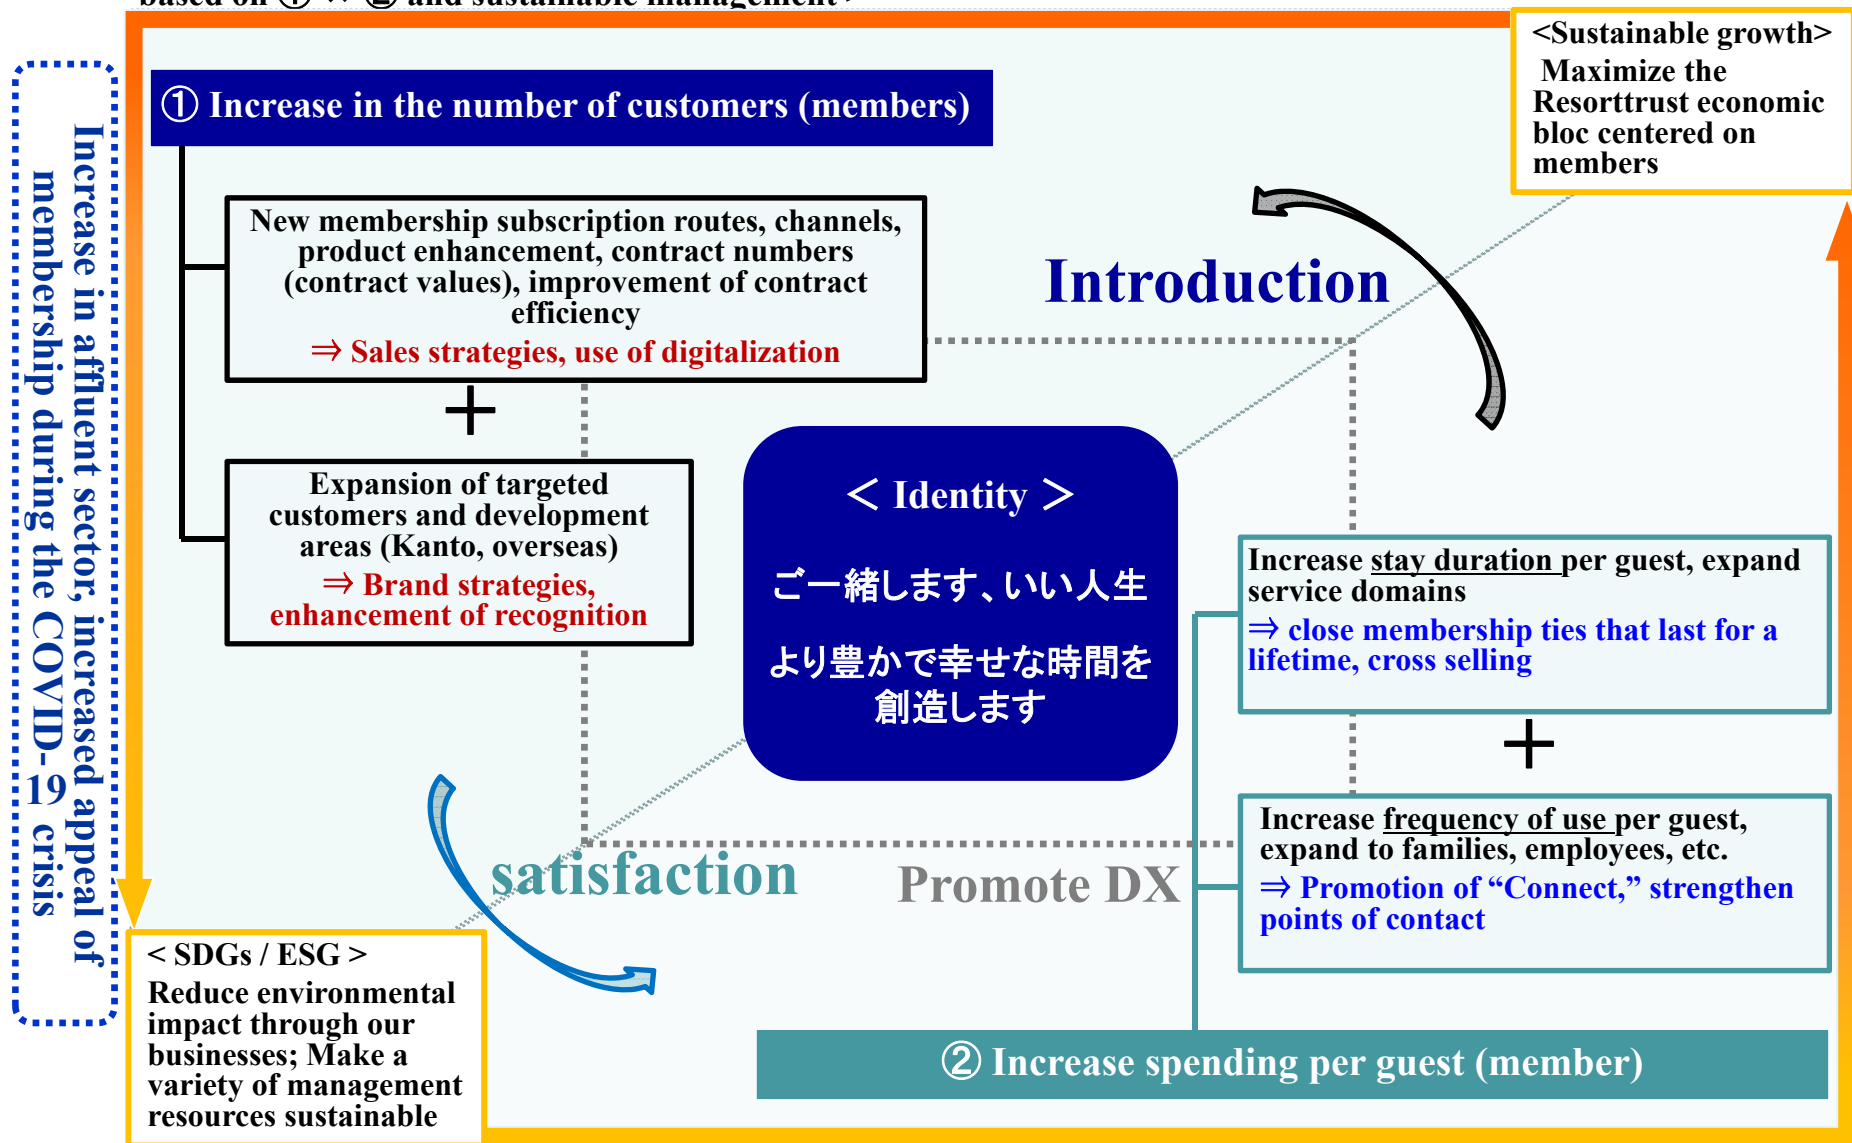 based on ① × ② and sustainable management >
<Sustainable growth>
Maximize the
Resorttrust economic
bloc centered on
members
① Increase in the number of customers (members)
Increase in affluent sector, increased appeal of
membership during the COVID-19 crisis
New membership subscription routes, channels,
product enhancement, contract numbers
(contract values), improvement of contract
efficiency
⇒ Sales strategies, use of digitalization
+
Expansion of targeted
customers and development
areas (Kanto, overseas)
⇒ Brand strategies,
enhancement of recognition
Introduction
< Identity >
ご一緒します、いい人生
より豊かで幸せな時間を
創造します
Increase stay duration per guest, expand
service domains
⇒ close membership ties that last for a
lifetime, cross selling
+
Increase frequency of use per guest,
expand to families, employees, etc.
⇒ Promotion of “Connect,” strengthen
points of contact
satisfaction
Promote DX
< SDGs / ESG >
Reduce environmental
impact through our
businesses; Make a
variety of management
resources sustainable
② Increase spending per guest (member)